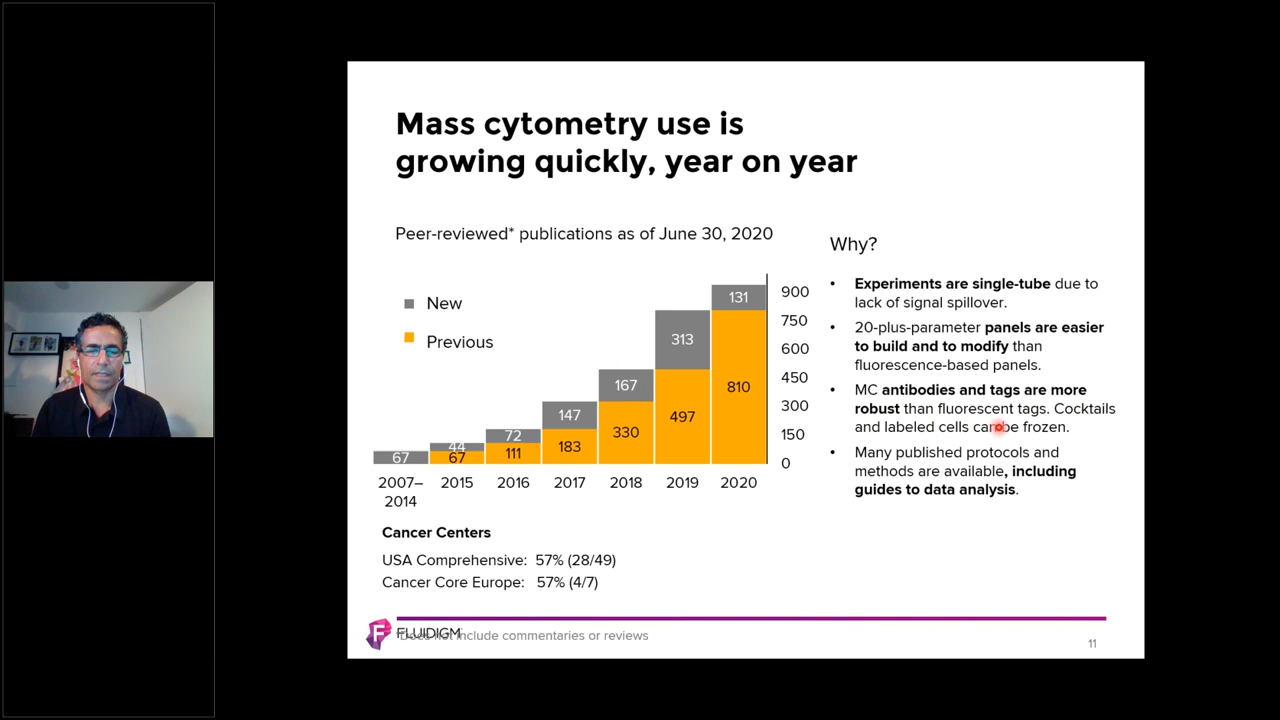 Mass cytometry use is
growing quickly, year on year
Peer-reviewed* publications as of June 30, 2020
New
Previous
900
750
600
450
300
150
0
67
44
67
72
111
147
183
167
330
313
497
131
810
2007–
2014
2015 2016 2017 2018 2019 2020
Cancer Centers
USA Comprehensive: 57% (28/49)
Cancer Core Europe: 57% (4/7)
Why?
• Experiments are single-tube due to
lack of signal spillover.
• 20-plus-parameter panels are easier
to build and to modify than
fluorescence-based panels.
• MC antibodies and tags are more
robust than fluorescent tags. Cocktails
and labeled cells can be frozen.
• Many published protocols and
methods are available, including
guides to data analysis.
FLUIDIGM
*Does not include commentaries or reviews
11